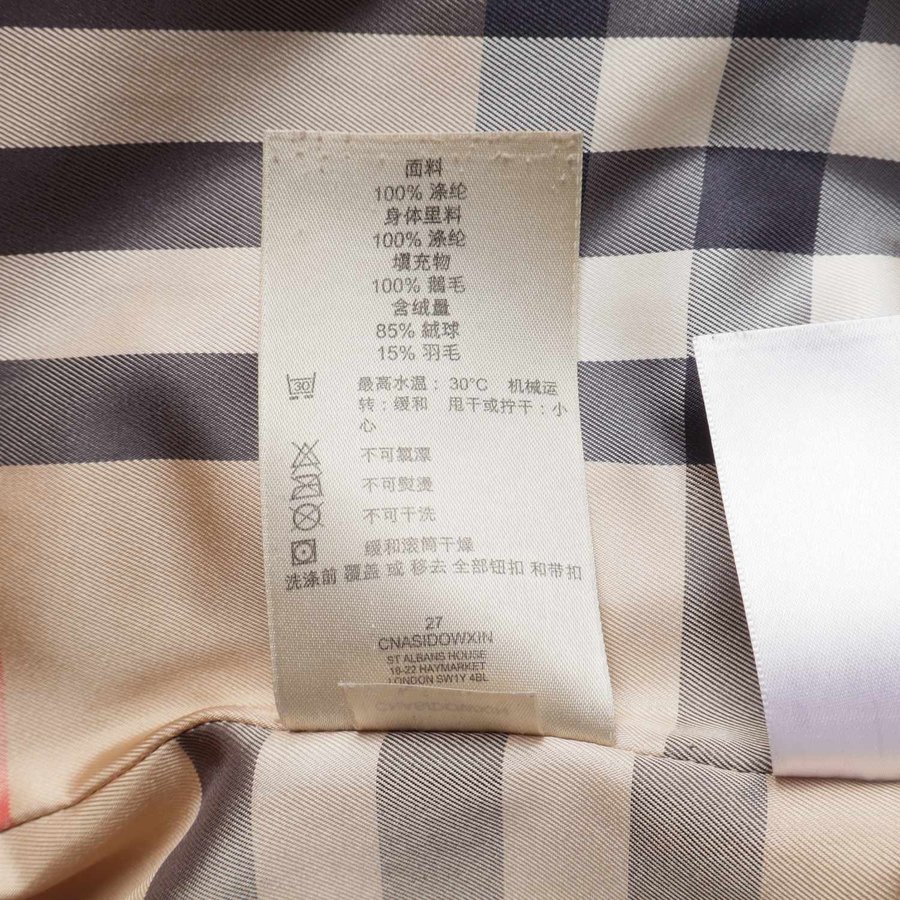 面料
100% 涤纶
身体里料
100% 涤纶
填充物
100% 鵝毛
含绒量
85% 絨球
15% 羽毛
30
最高水温：30°C 机械运
转：缓和 甩干或拧干：小
心
不可氯漂
不可熨烫
不可干洗
缓和滚筒干燥
洗涤前 覆盖 或 移去 全部钮扣 和带扣
27
CNASIDOWXIN
ST ALBANS HOUSE
18-22 HAYMARKET
LONDON SW1Y 4BL